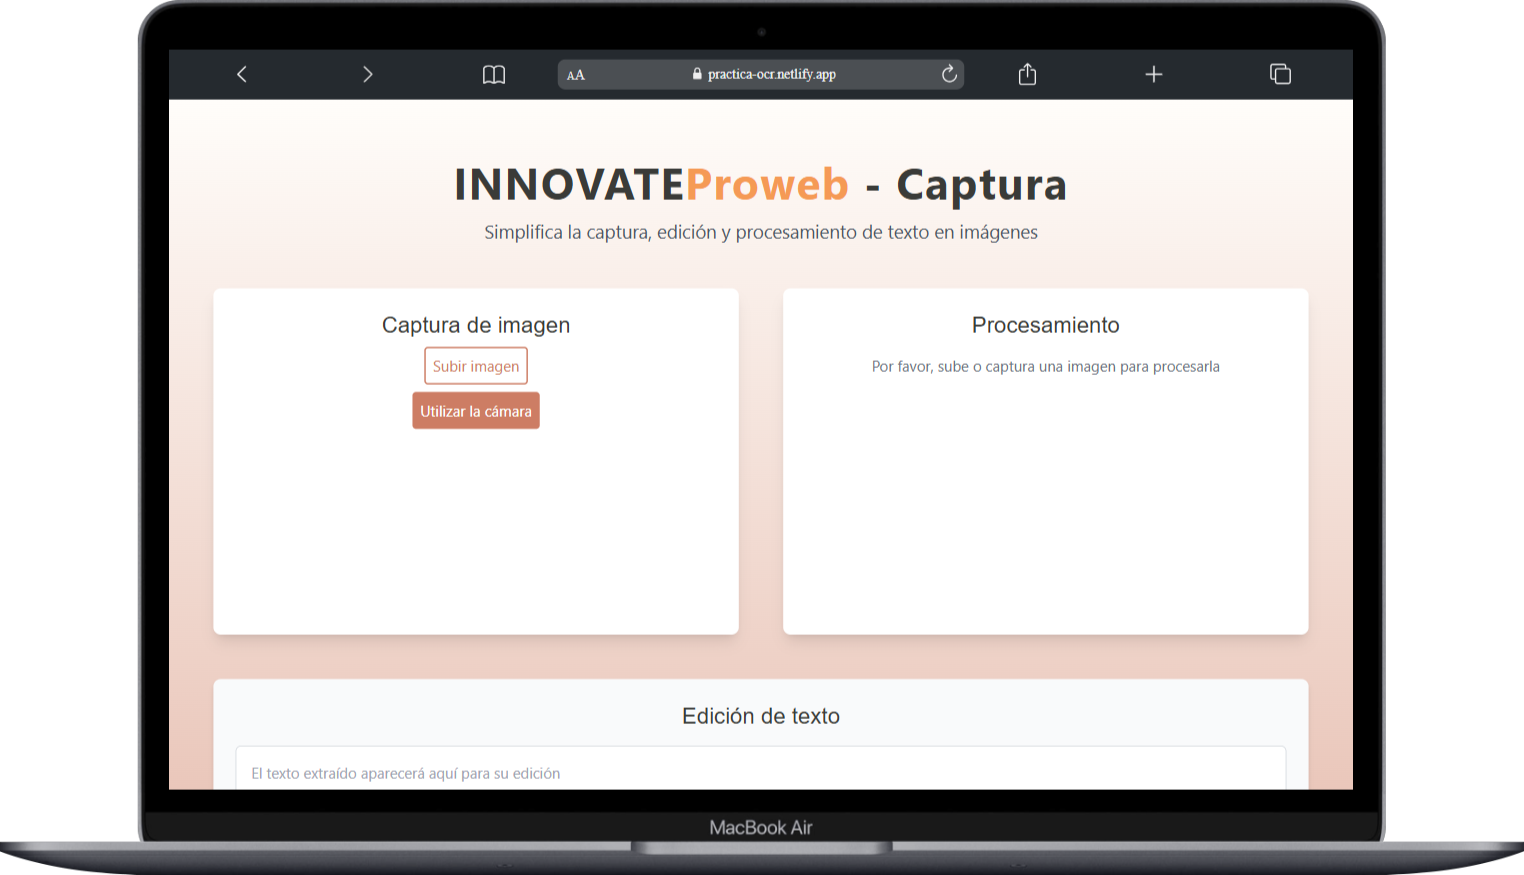 AA practica-ocr.netlify.app
INNOVATEProweb - Captura
Simplifica la captura, edición y procesamiento de texto en imágenes
Captura de imagen
Subir imagen
Utilizar la cámara
Procesamiento
Por favor, sube o captura una imagen para procesarla
Edición de texto
El texto extraído aparecerá aquí para su edición
MacBook Air